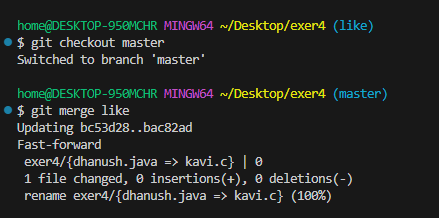 home@DESKTOP-950MCHR MINGW64 ~/Desktop/exer4 (like)
$ git checkout master
Switched to branch 'master'
home@DESKTOP-950MCHR MINGW64 ~/Desktop/exer4 (master)
$ git merge like
Updating bc53d28..bac82ad
Fast-forward
exer4/{dhanush.java => kavi.c} | 0
1 file changed, 0 insertions(+), 0 deletions(-)
rename exer4/{dhanush.java => kavi.c} (100%)